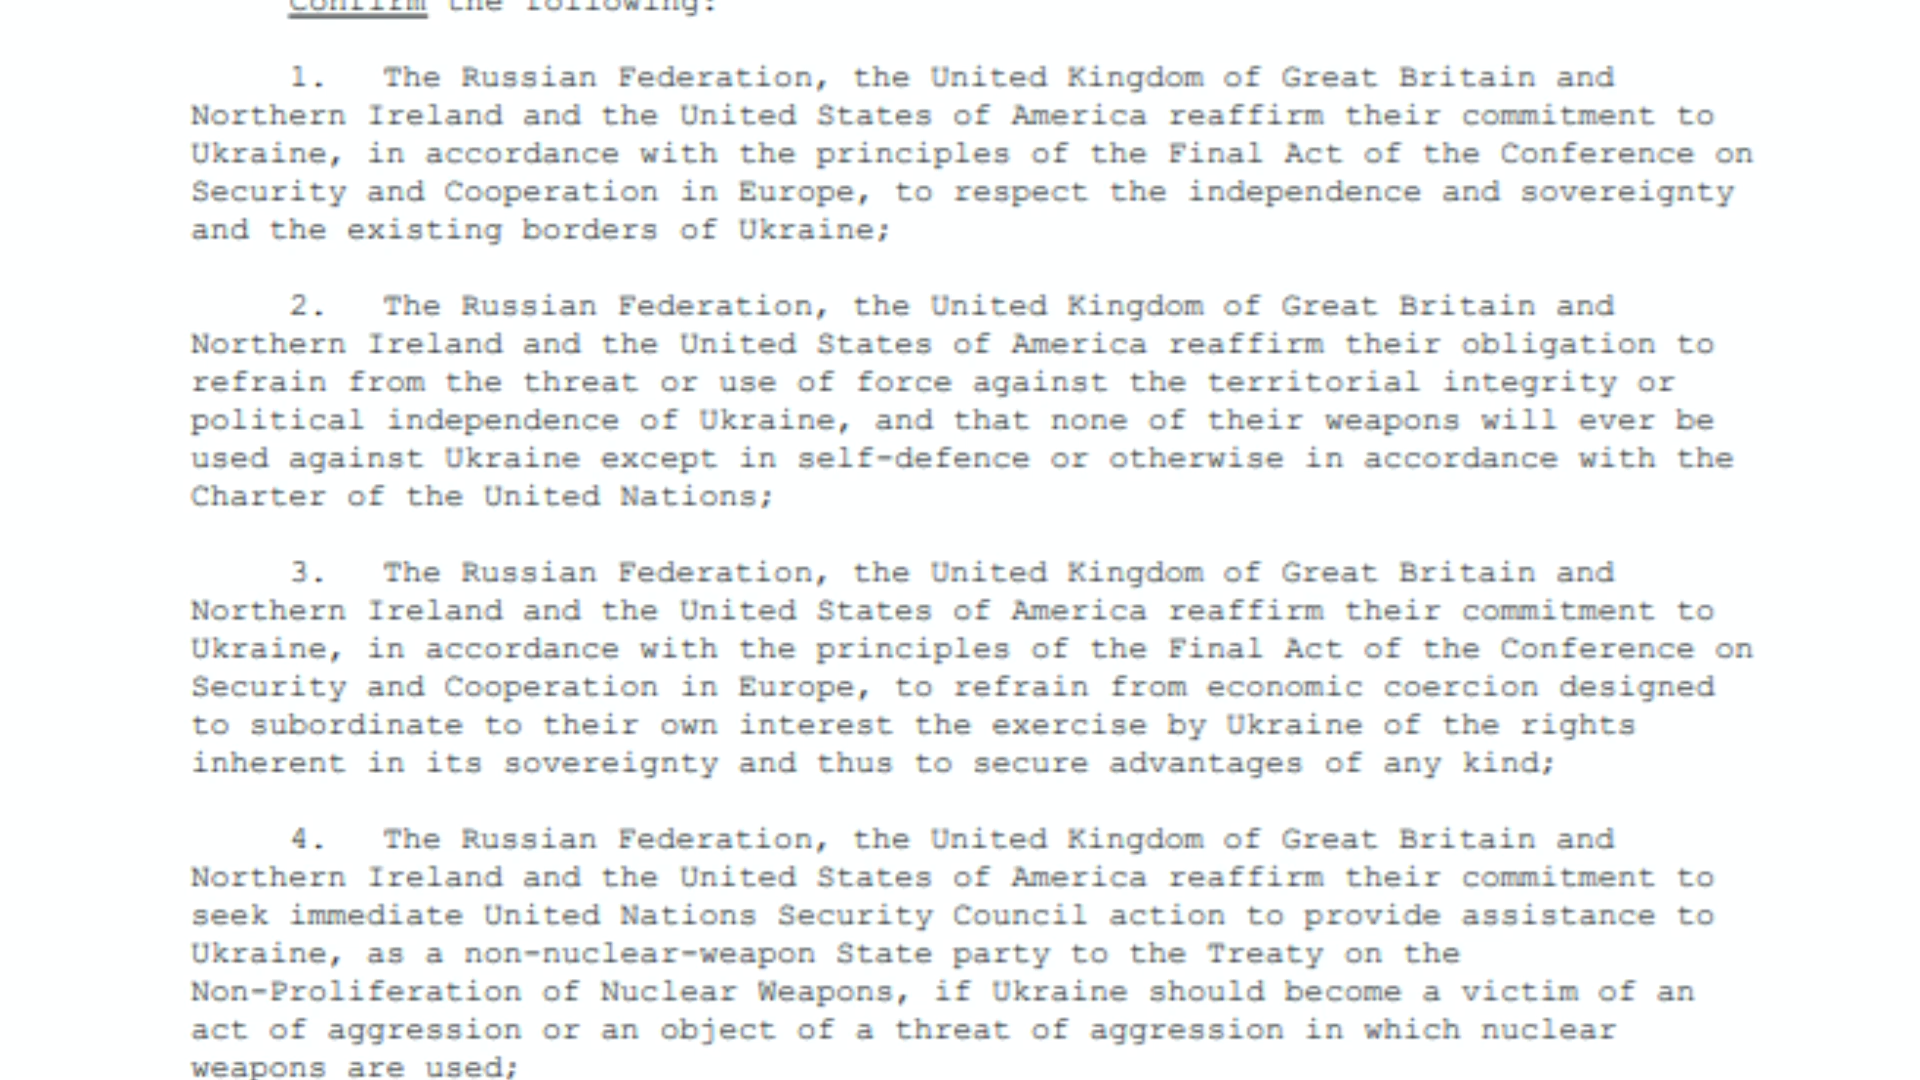 Confirm the following:
1. The Russian Federation, the United Kingdom of Great Britain and
Northern Ireland and the United States of America reaffirm their commitment to
Ukraine, in accordance with the principles of the Final Act of the Conference on
Security and Cooperation in Europe, to respect the independence and sovereignty
and the existing borders of Ukraine;
2. The Russian Federation, the United Kingdom of Great Britain and
Northern Ireland and the United States of America reaffirm their obligation to
refrain from the threat or use of force against the territorial integrity or
political independence of Ukraine, and that none of their weapons will ever be
used against Ukraine except in self-defence or otherwise in accordance with the
Charter of the United Nations;
3. The Russian Federation, the United Kingdom of Great Britain and
Northern Ireland and the United States of America reaffirm their commitment to
Ukraine, in accordance with the principles of the Final Act of the Conference on
Security and Cooperation in Europe, to refrain from economic coercion designed
to subordinate to their own interest the exercise by Ukraine of the rights
inherent in its sovereignty and thus to secure advantages of any kind;
4. The Russian Federation, the United Kingdom of Great Britain and
Northern Ireland and the United States of America reaffirm their commitment to
seek immediate United Nations Security Council action to provide assistance to
Ukraine, as a non-nuclear-weapon State party to the Treaty on the
Non-Proliferation of Nuclear Weapons, if Ukraine should become a victim of an
act of aggression or an object of a threat of aggression in which nuclear
weapons are used;